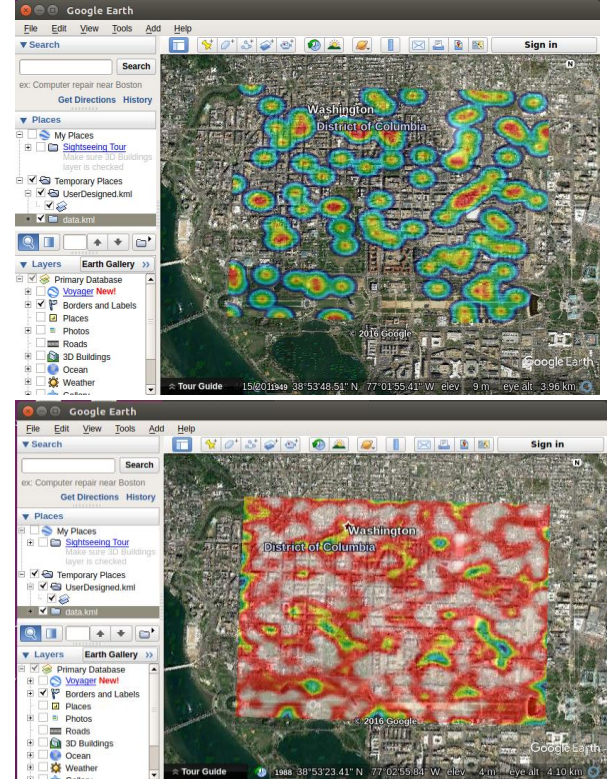 Google Earth
File Edit View Tools Add Help
▼ Search
Search
ex: Computer repair near Boston
Get Directions History
▼ Places
My Places
Sightseeing Tour
Make sure 3D Buildings
layer is checked
Temporary Places
UserDesigned.kml
data.kml
▼ Layers Earth Gallery >>
Primary Database
Voyager New!
Borders and Labels
Places
Photos
Roads
3D Buildings
Ocean
Weather
Gallery
Sign in
N
Washington
District of Columbia
© 2016 Google
Google Earth
Tour Guide 1949 38°53'48.51" N 77°01'55.41" W elev 9 m eye alt 3.96 km
Google Earth
File Edit View Tools Add Help
▼ Search
Search
ex: Computer repair near Boston
Get Directions History
▼ Places
My Places
Sightseeing Tour
Make sure 3D Buildings
layer is checked
Temporary Places
UserDesigned.kml
data.kml
▼ Layers Earth Gallery >>
Primary Database
Voyager New!
Borders and Labels
Places
Photos
Roads
3D Buildings
Ocean
Weather
Sign in
N
Washington
District of Columbia
© 2016 Google
Google Earth
Tour Guide 1988 38°53'23.41" N 77°02'55.84" W elev 4 m eye alt 4.10 km